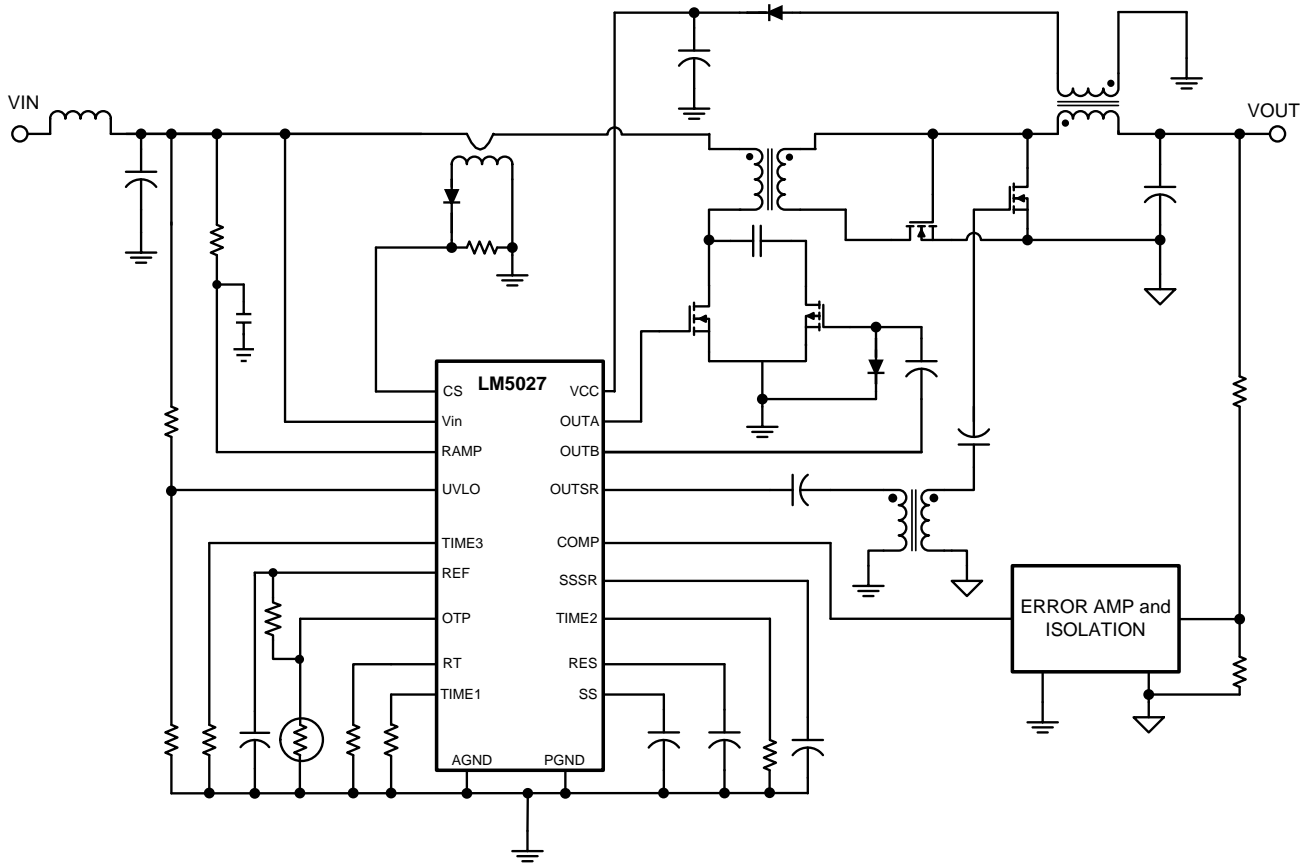 VIN
VOUT
LM5027
CS
Vin
RAMP
UVLO
TIME3
REF
OTP
RT
TIME1
AGND
PGND
VCC
OUTA
OUTB
OUTSR
COMP
SSSR
TIME2
RES
SS
ERROR AMP and
ISOLATION